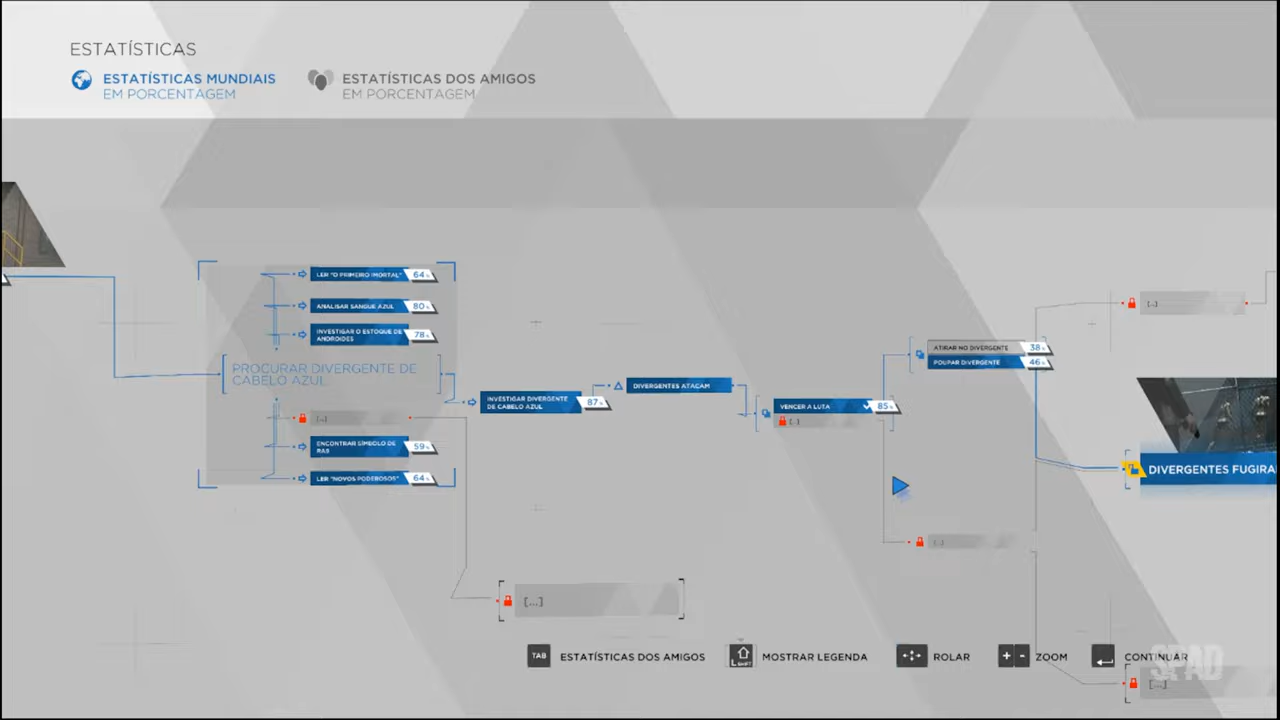 ESTATÍSTICAS
ESTATÍSTICAS MUNDIAIS
EM PORCENTAGEM
ESTATÍSTICAS DOS AMIGOS
EM PORCENTAGEM
LER "O PRIMEIRO IMORTAL" 64%
ANALISAR SANGUE AZUL 80%
INVESTIGAR O ESTOQUE DE
ANDROIDES 78%
PROCURAR DIVERGENTE DE
CABELO AZUL
[...]
ENCONTRAR SÍMBOLO DE
RA9 59%
LER "NOVOS PODEROSOS" 64%
INVESTIGAR DIVERGENTE
DE CABELO AZUL 87%
DIVERGENTES ATACAM
VENCER A LUTA 85%
[...]
ATIRAR NO DIVERGENTE 38%
POUPAR DIVERGENTE 46%
[...]
DIVERGENTES FUGIRA
[...]
[...]
[...]
TAB ESTATÍSTICAS DOS AMIGOS
L SHIFT MOSTRAR LEGENDA
ROLAR
+ - ZOOM
CONTINUAR
SPAD